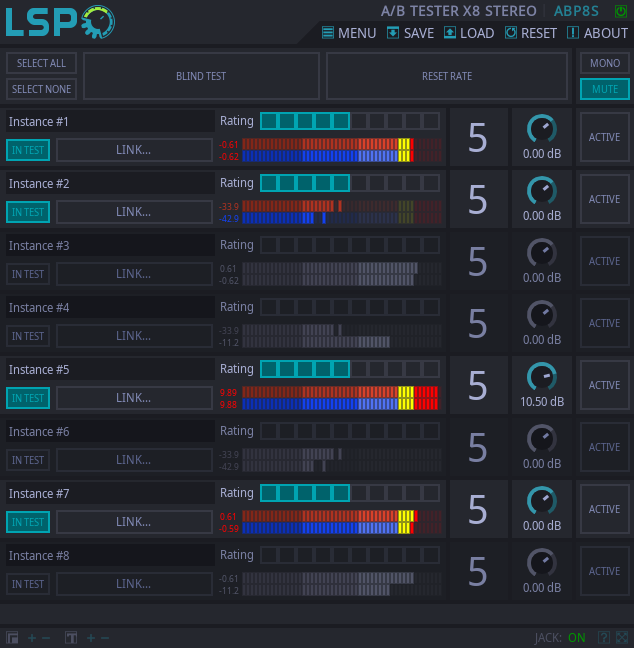 LSP
A/B TESTER X8 STEREO ABP8S
MENU SAVE LOAD RESET ABOUT
SELECT ALL
SELECT NONE
BLIND TEST
RESET RATE
MONO
MUTE
Instance #1
Rating
IN TEST
LINK...
-0.61
-0.62
5
0.00 dB
ACTIVE
Instance #2
Rating
IN TEST
LINK...
-33.9
-42.9
5
0.00 dB
ACTIVE
Instance #3
Rating
IN TEST
LINK...
0.61
-0.62
5
0.00 dB
ACTIVE
Instance #4
Rating
IN TEST
LINK...
-33.9
-11.2
5
0.00 dB
ACTIVE
Instance #5
Rating
IN TEST
LINK...
9.89
9.88
5
10.50 dB
ACTIVE
Instance #6
Rating
IN TEST
LINK...
-33.9
-42.9
5
0.00 dB
ACTIVE
Instance #7
Rating
IN TEST
LINK...
0.61
-0.59
5
0.00 dB
ACTIVE
Instance #8
Rating
IN TEST
LINK...
-0.61
-11.2
5
0.00 dB
ACTIVE
+ − T + − JACK: ON ?